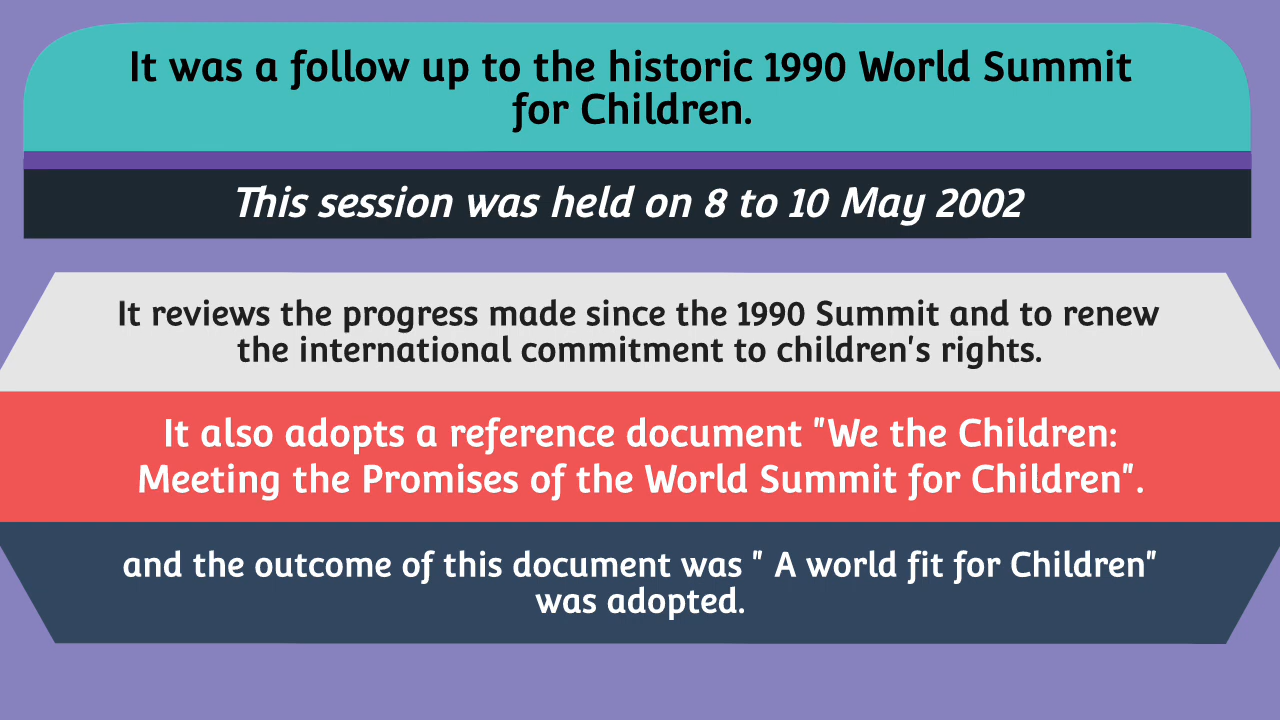 It was a follow up to the historic 1990 World Summit
for Children.
This session was held on 8 to 10 May 2002
It reviews the progress made since the 1990 Summit and to renew
the international commitment to children's rights.
It also adopts a reference document "We the Children:
Meeting the Promises of the World Summit for Children".
and the outcome of this document was " A world fit for Children"
was adopted.